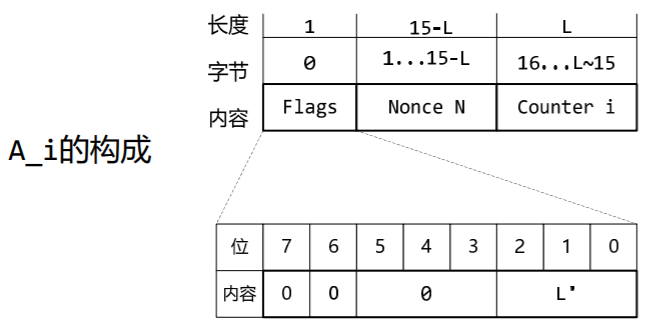 长度 1 15-L L
字节 0 1...15-L 16...L~15
内容 Flags Nonce N Counter i
A_i的构成
位 7 6 5 4 3 2 1 0
内容 0 0 0 L'